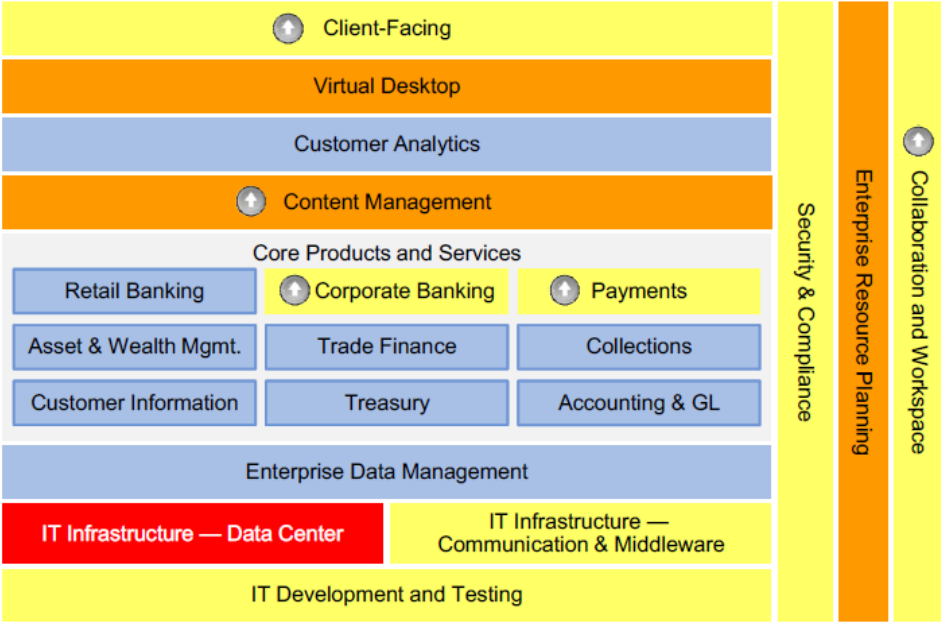 Client-Facing
Virtual Desktop
Customer Analytics
Content Management
Core Products and Services
Retail Banking
Corporate Banking
Payments
Asset & Wealth Mgmt.
Trade Finance
Collections
Customer Information
Treasury
Accounting & GL
Enterprise Data Management
IT Infrastructure — Data Center
IT Infrastructure —
Communication & Middleware
IT Development and Testing
Security & Compliance
Enterprise Resource Planning
Collaboration and Workspace